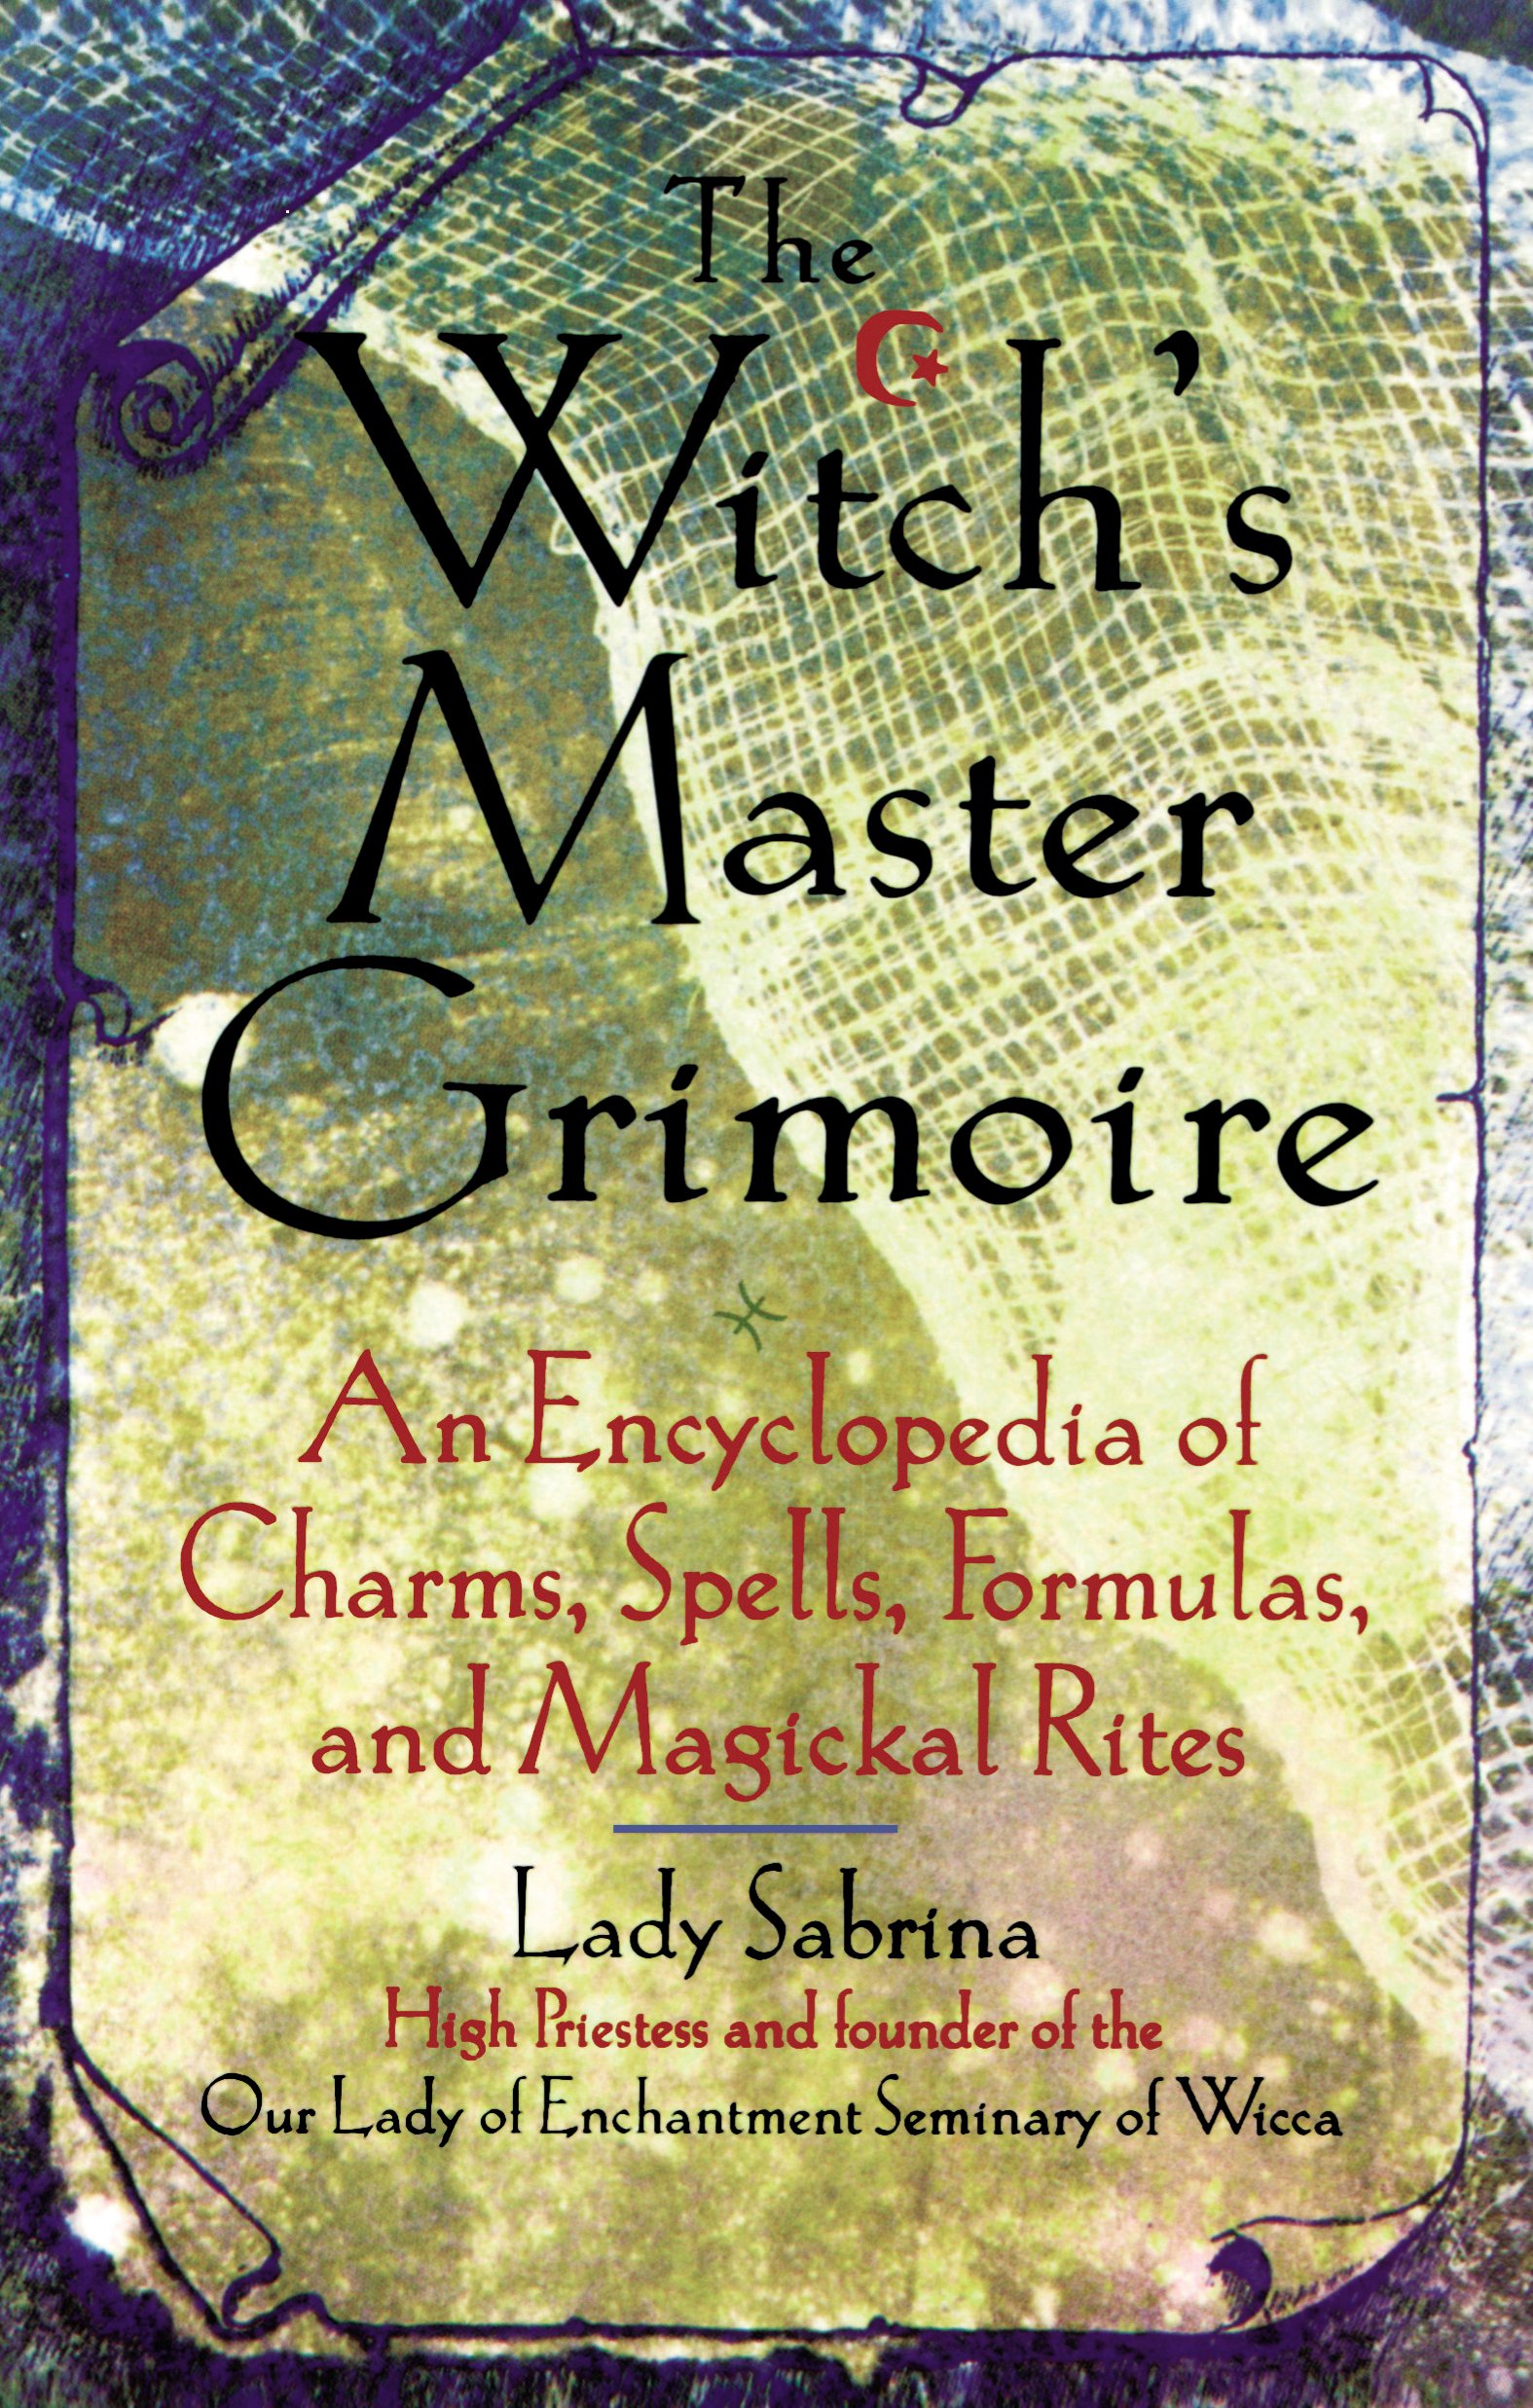 The
Witch's
Master
Grimoire
An Encyclopedia of
Charms, Spells, Formulas,
and Magickal Rites
Lady Sabrina
High Priestess and founder of the
Our Lady of Enchantment Seminary of Wicca